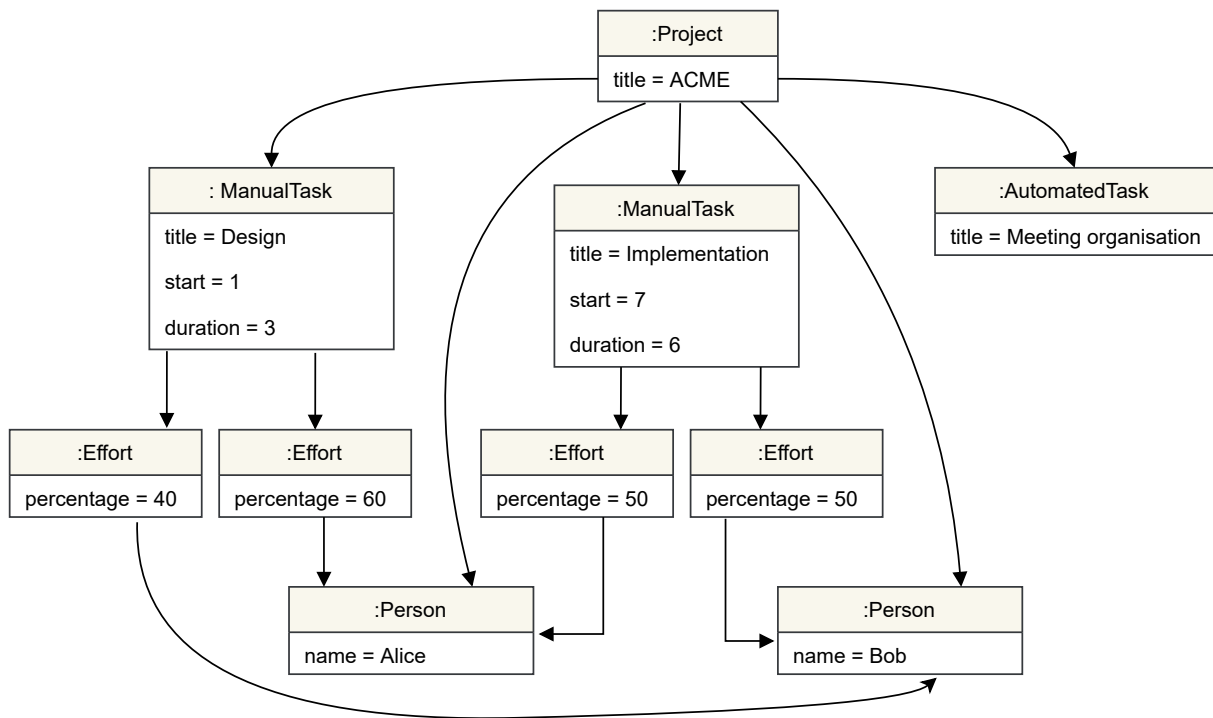 :Project
title = ACME
: ManualTask
title = Design
start = 1
duration = 3
:ManualTask
title = Implementation
start = 7
duration = 6
:AutomatedTask
title = Meeting organisation
:Effort
percentage = 40
:Effort
percentage = 60
:Effort
percentage = 50
:Effort
percentage = 50
:Person
name = Alice
:Person
name = Bob